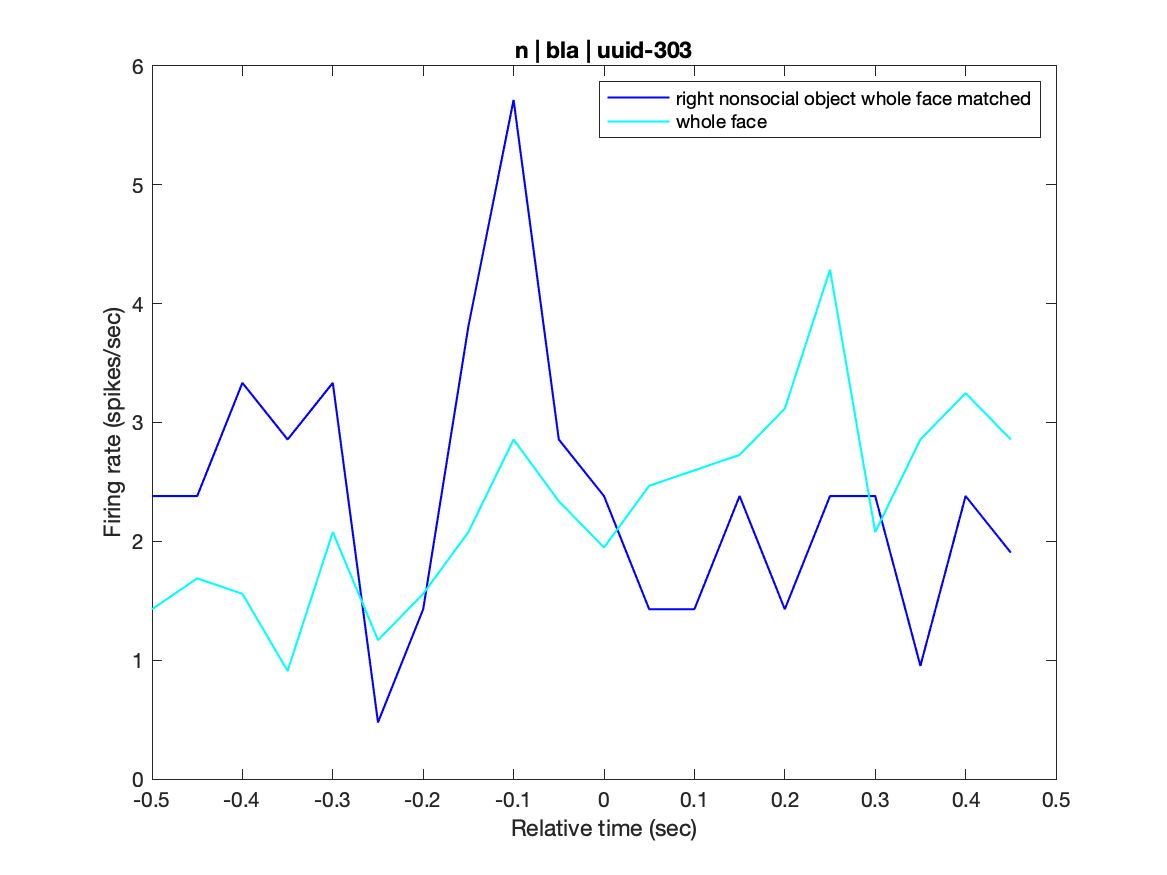 n | bla | uuid-303
right nonsocial object whole face matched
whole face
Firing rate (spikes/sec)
6
5
4
3
2
1
0
-0.5 -0.4 -0.3 -0.2 -0.1 0 0.1 0.2 0.3 0.4 0.5
Relative time (sec)